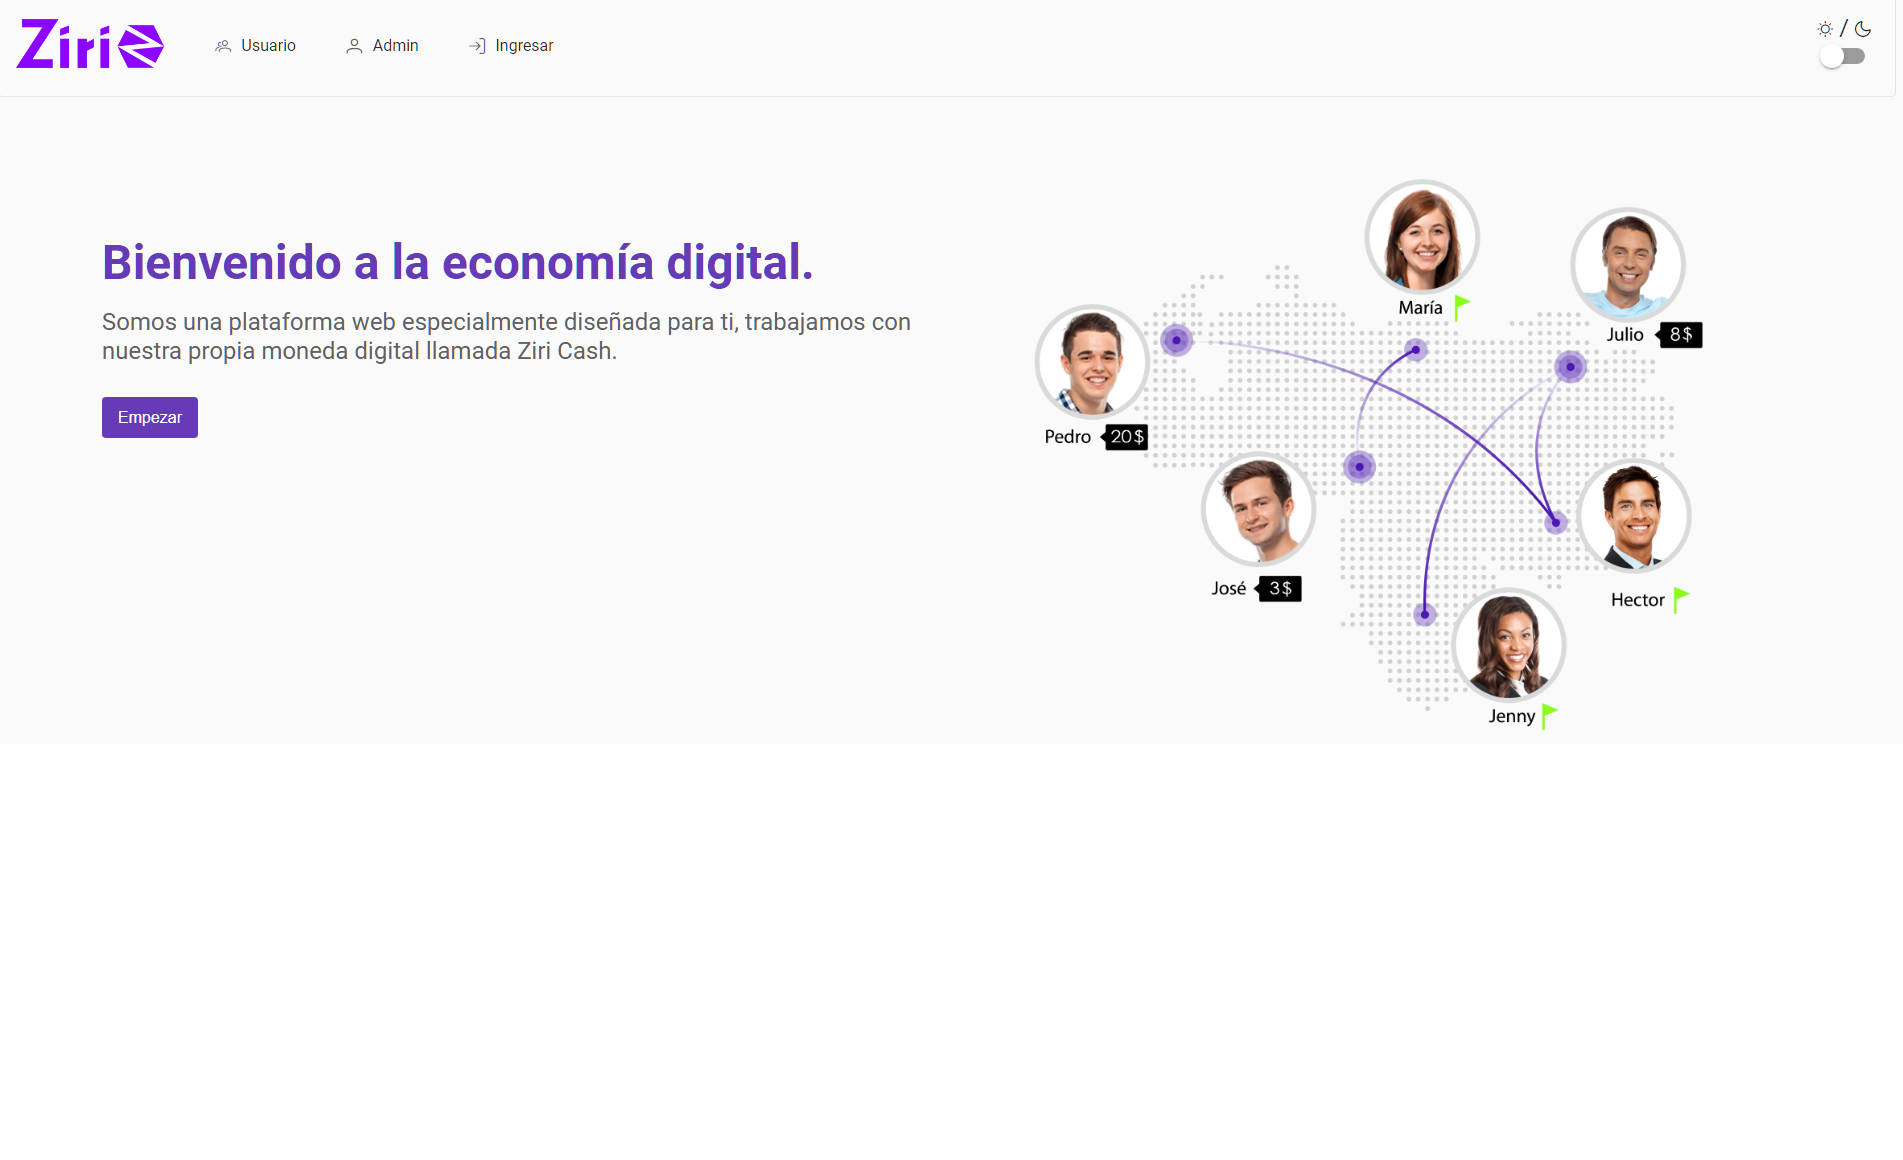 Ziri
Usuario
Admin
Ingresar
/
Bienvenido a la economía digital.
Somos una plataforma web especialmente diseñada para ti, trabajamos con
nuestra propia moneda digital llamada Ziri Cash.
Empezar
María
Julio 8$
Pedro 20$
José 3$
Hector
Jenny